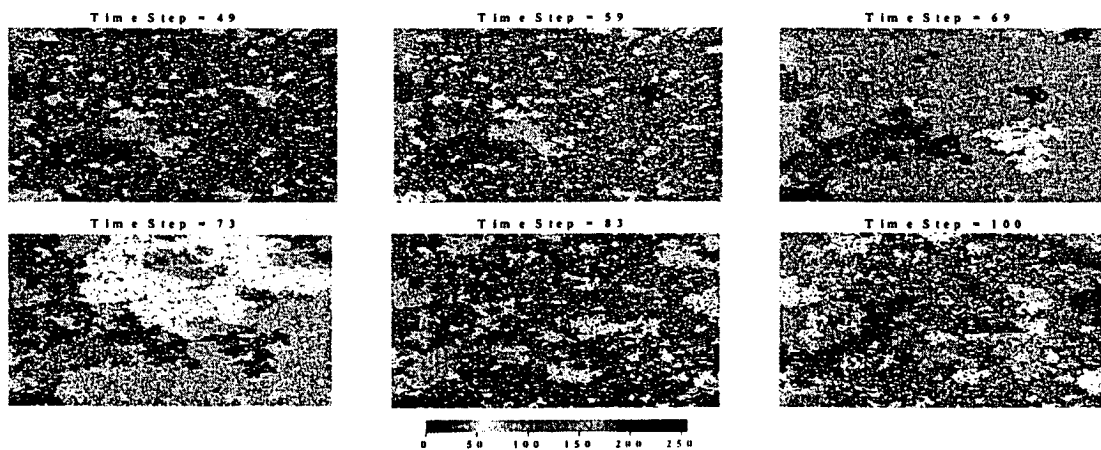 Time Step = 49
Time Step = 59
Time Step = 69
Time Step = 73
Time Step = 83
Time Step = 100
0 50 100 150 200 250